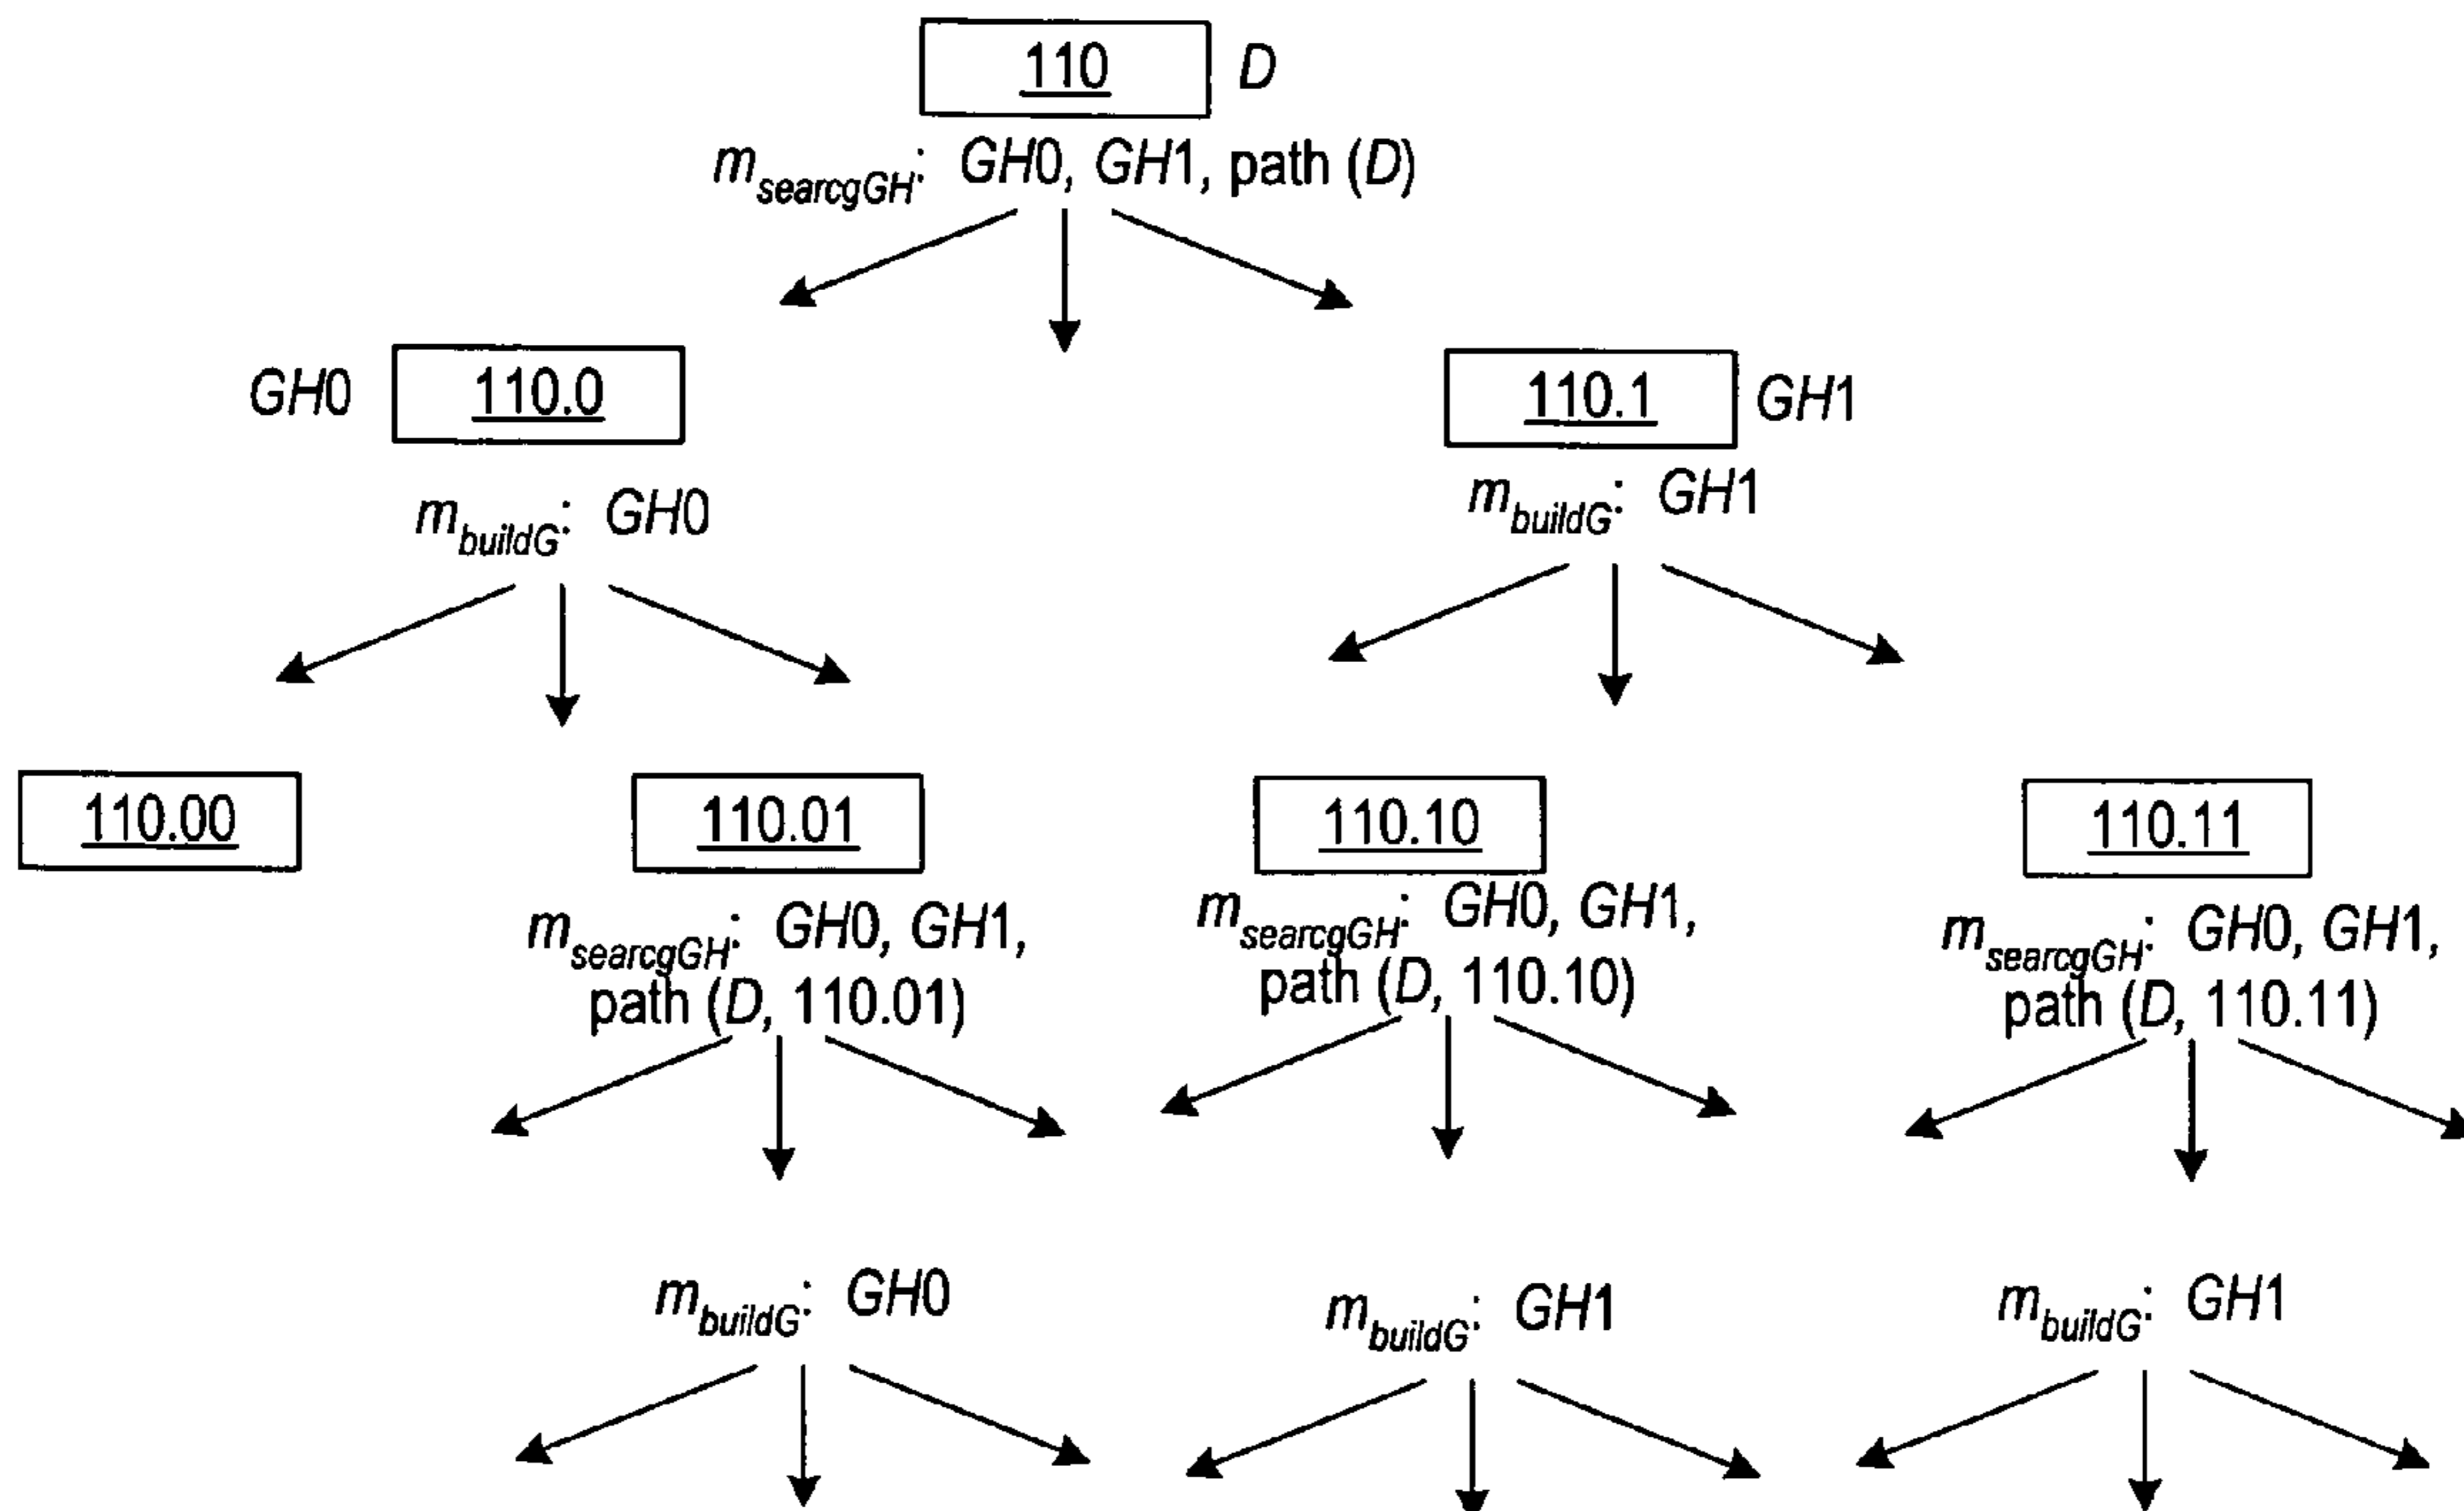 110 D
m_searcgGH: GH0, GH1, path (D)
GH0 110.0
110.1 GH1
m_buildG: GH0
m_buildG: GH1
110.00
110.01
110.10
110.11
m_searcgGH: GH0, GH1,
path (D, 110.01)
m_searcgGH: GH0, GH1,
path (D, 110.10)
m_searcgGH: GH0, GH1,
path (D, 110.11)
m_buildG: GH0
m_buildG: GH1
m_buildG: GH1